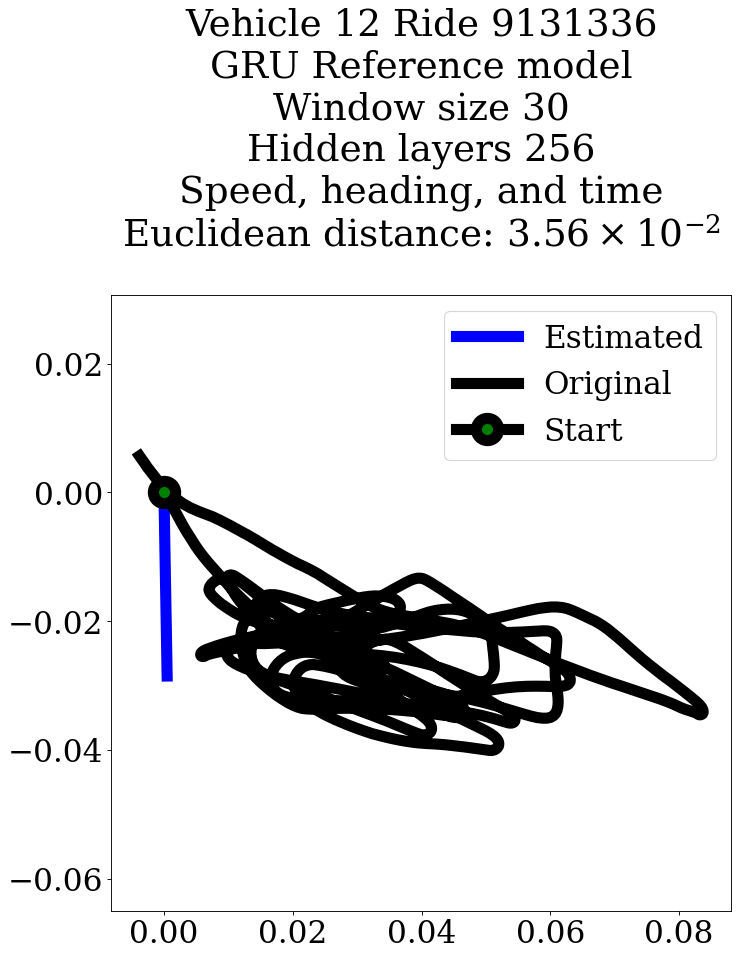 Vehicle 12 Ride 9131336
GRU Reference model
Window size 30
Hidden layers 256
Speed, heading, and time
Euclidean distance: 3.56 × 10⁻²
Estimated
Original
Start
0.02
0.00
−0.02
−0.04
−0.06
0.00 0.02 0.04 0.06 0.08